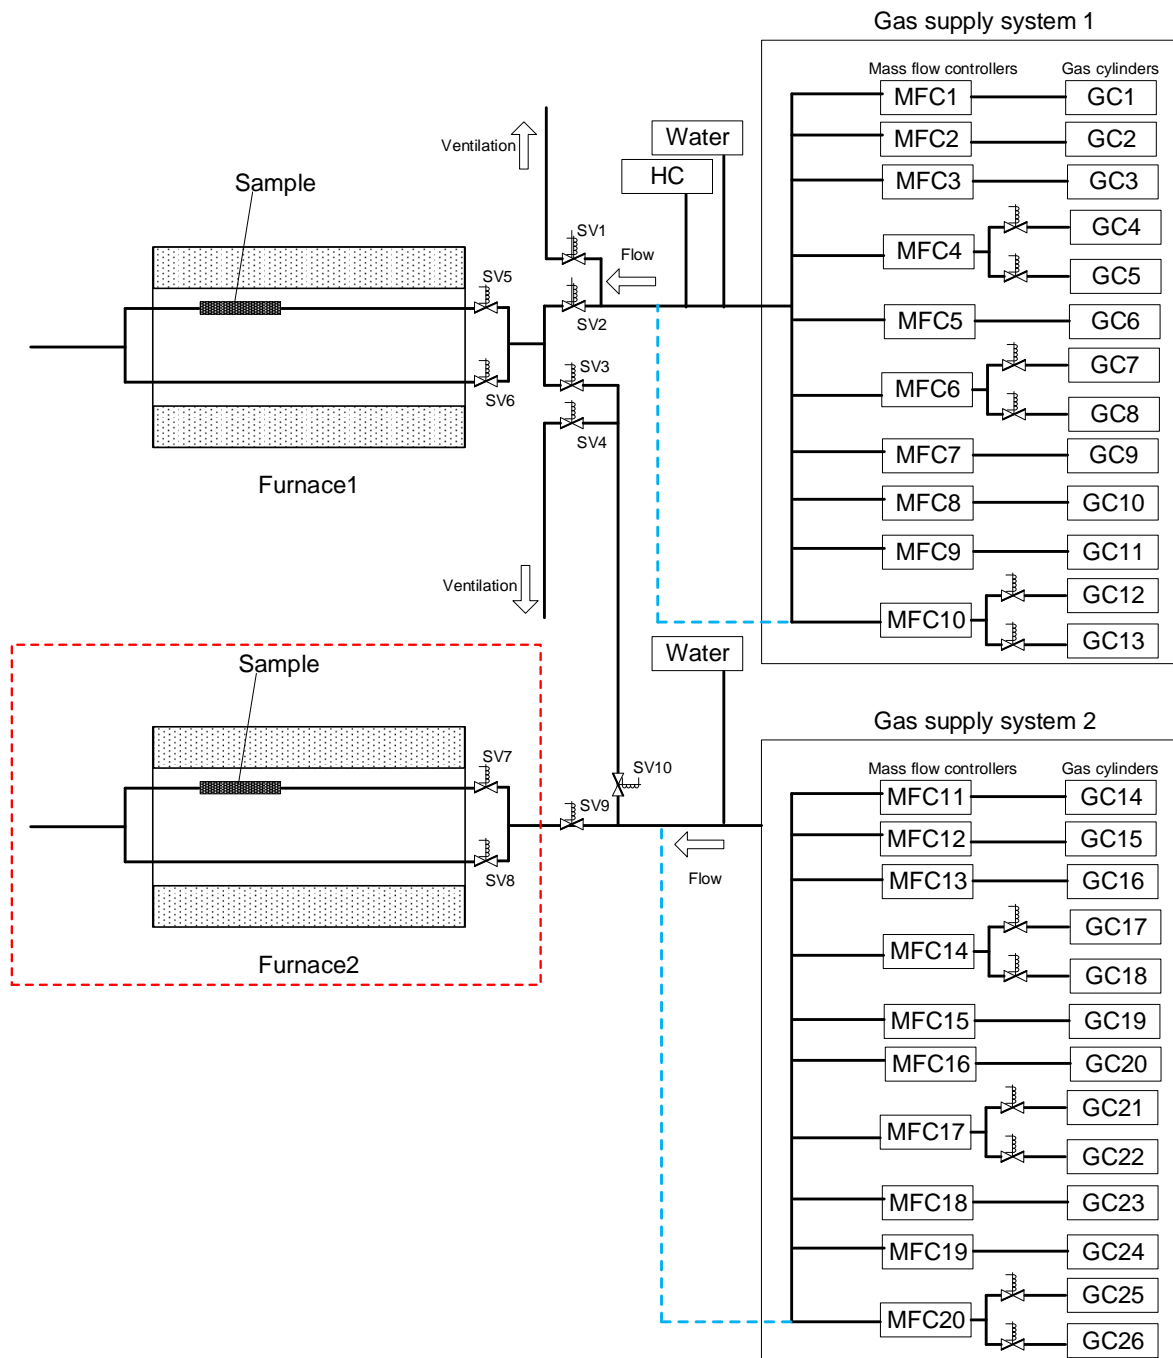 Gas supply system 1
Mass flow controllers
Gas cylinders
MFC1
GC1
MFC2
GC2
MFC3
GC3
MFC4
GC4
GC5
MFC5
GC6
MFC6
GC7
GC8
MFC7
GC9
MFC8
GC10
MFC9
GC11
MFC10
GC12
GC13
Water
HC
Ventilation
Flow
Sample
SV1
SV2
SV3
SV4
SV5
SV6
Furnace1
Ventilation
Water
Gas supply system 2
Mass flow controllers
Gas cylinders
MFC11
GC14
MFC12
GC15
MFC13
GC16
MFC14
GC17
GC18
MFC15
GC19
MFC16
GC20
MFC17
GC21
GC22
MFC18
GC23
MFC19
GC24
MFC20
GC25
GC26
Sample
SV7
SV8
SV9
SV10
Flow
Furnace2